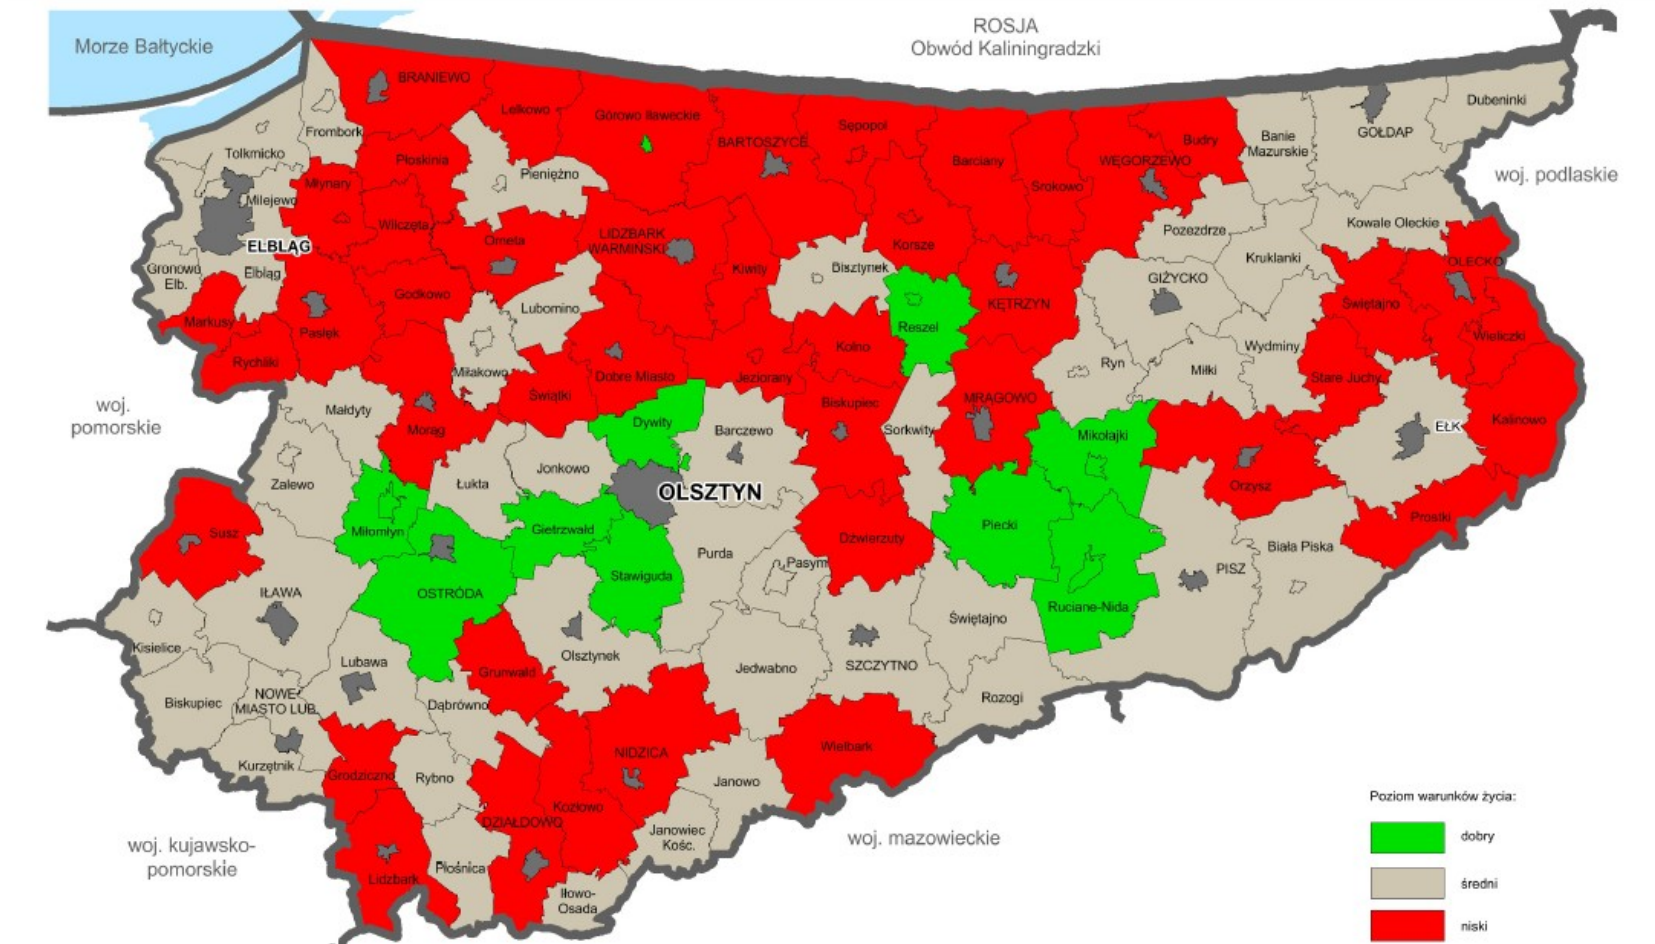 Morze Bałtyckie
ROSJA
Obwód Kaliningradzki
BRANIEWO
Lelkowo
Górowo Iławeckie
Frombork
Tolkmicko
Płoskinia
BARTOSZYCE
Sępopol
Barciany
Srokowo
WĘGORZEWO
Budry
Banie
Mazurskie
GOŁDAP
Dubeninki
woj. podlaskie
Młynary
Pieniężno
Milejewo
Wilczęta
ELBLĄG
Orneta
LIDZBARK
WARMIŃSKI
Kiwity
Bisztynek
Korsze
Pozezdrze
Kruklanki
Kowale Oleckie
OLECKO
Gronowo
Elb.
Elbląg
Markusy
Pasłęk
Godkowo
Lubomino
Reszel
KĘTRZYN
GIŻYCKO
Świętajno
Wieliczki
Rychliki
Miłakowo
Świątki
Dobre Miasto
Jeziorany
Kolno
Ryn
Miłki
Wydminy
Stare Juchy
woj.
pomorskie
Małdyty
Morąg
Dywity
Barczewo
Biskupiec
Sorkwity
MRĄGOWO
Mikołajki
EŁK
Kalinowo
Zalewo
Łukta
Jonkowo
OLSZTYN
Orzysz
Prostki
Susz
Miłomłyn
Gietrzwałd
Purda
Dźwierzuty
Piecki
Biała Piska
IŁAWA
OSTRÓDA
Stawiguda
Pasym
Ruciane-Nida
PISZ
Kisielice
Lubawa
Grunwald
Olsztynek
Jedwabno
SZCZYTNO
Świętajno
Rozogi
Biskupiec
NOWE
MIASTO LUB.
Dąbrówno
Kurzętnik
Grodziczno
Rybno
NIDZICA
Janowo
Wielbark
DZIAŁDOWO
Kozłowo
Janowiec
Kośc.
Lidzbark
Płośnica
Iłowo-
Osada
woj. kujawsko-
pomorskie
woj. mazowieckie
Poziom warunków życia:
dobry
średni
niski